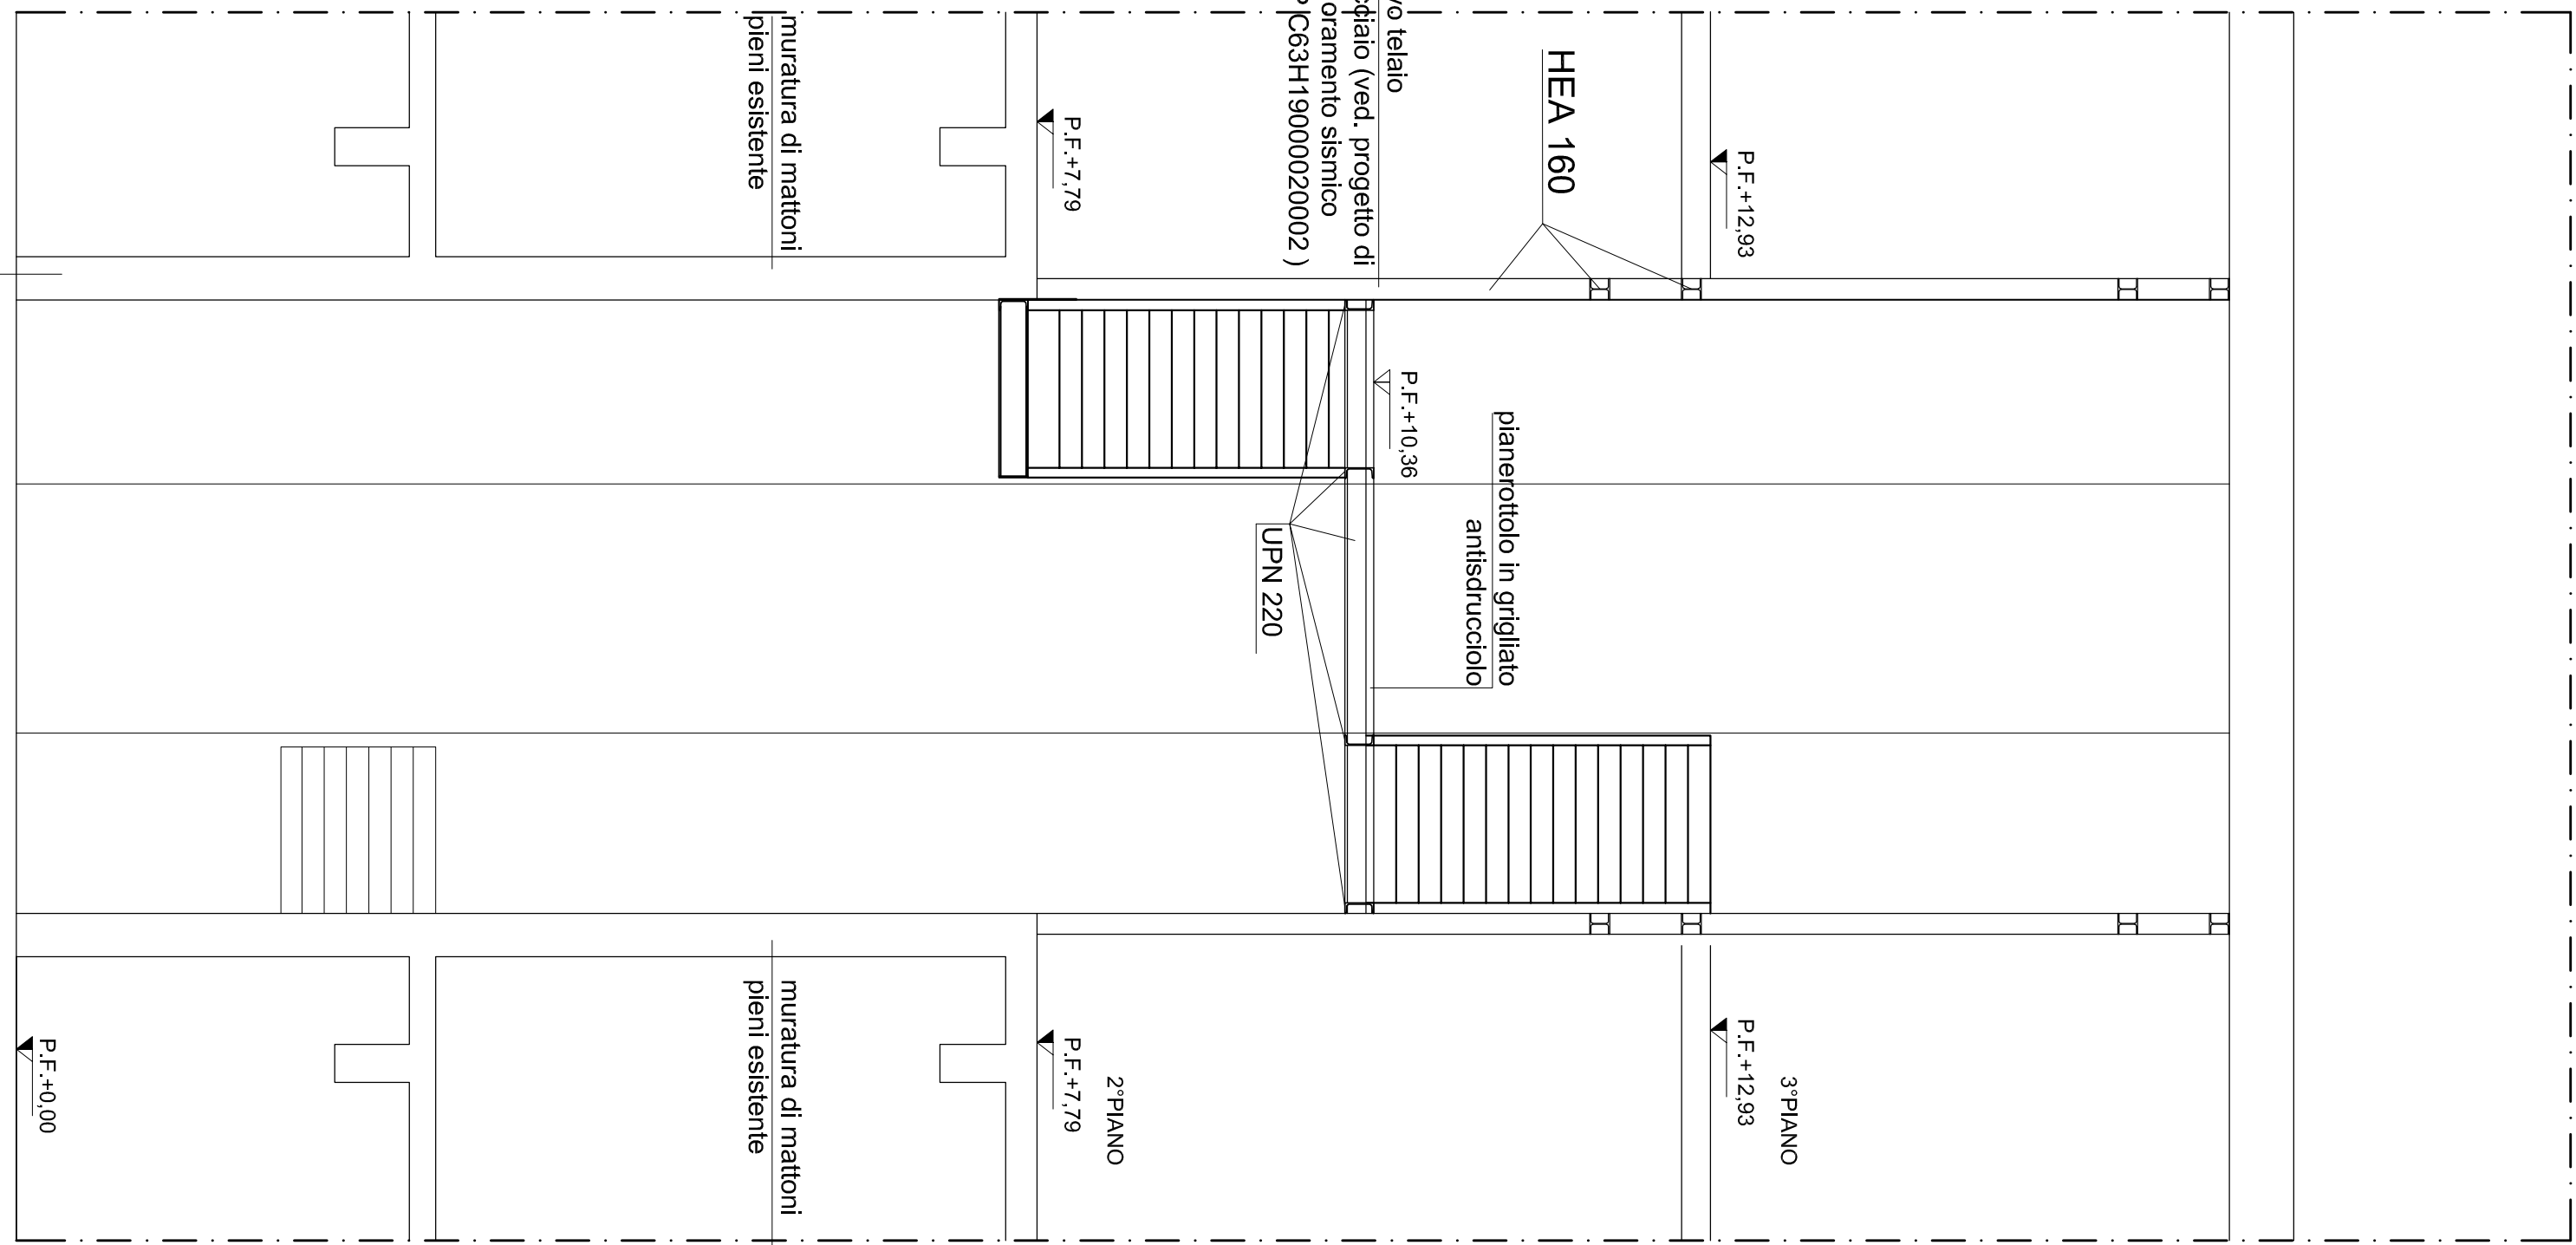 3°PIANO
P.F.+12,93
P.F.+12,93
HEA 160
pianerottolo in grigliato
antisdrucciolo
P.F.+10,36
vo telaio
cciaio (ved. progetto di
oramento sismico
P C63H19000020002 )
UPN 220
2°PIANO
P.F.+7,79
P.F.+7,79
muratura di mattoni
pieni esistente
muratura di mattoni
pieni esistente
P.F.+0,00